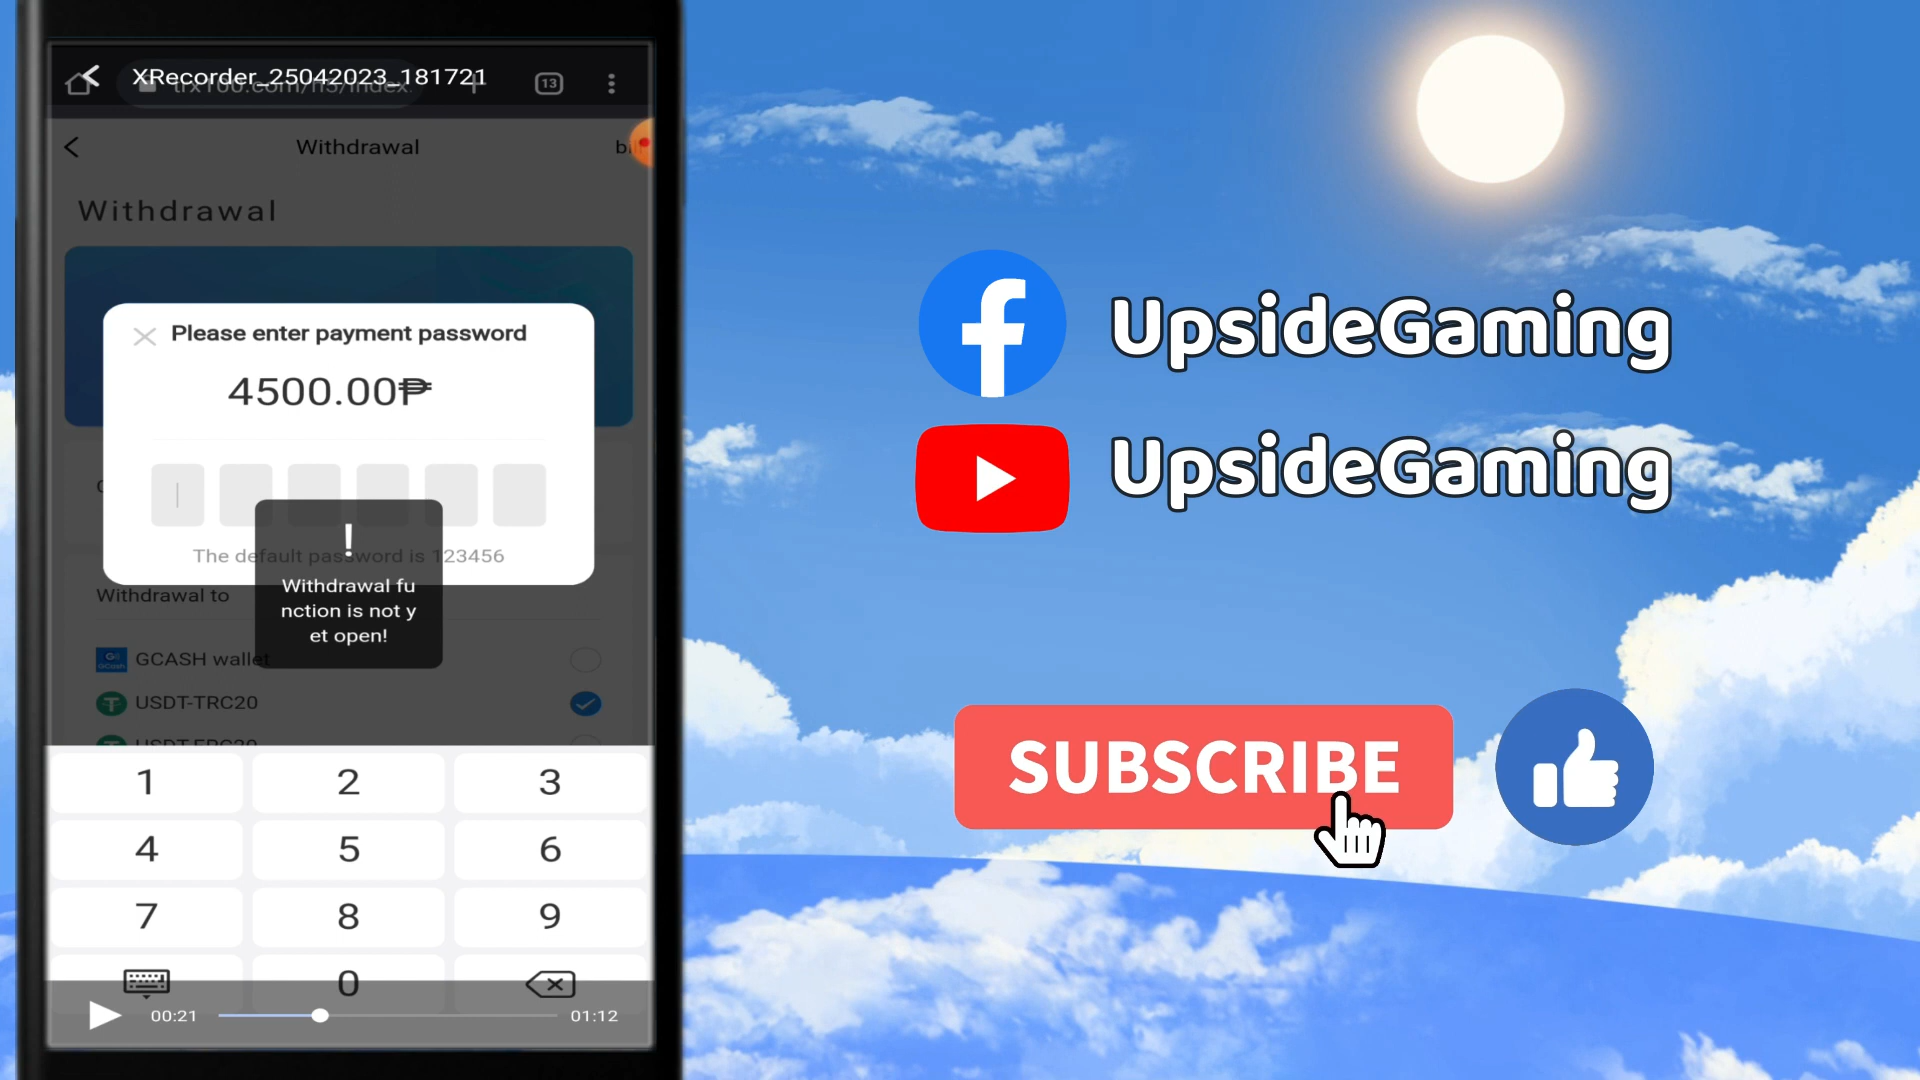 XRecorder_25042023_181721
13
Withdrawal
Withdrawal
Please enter payment password
4500.00₱
The default password is 123456
!
Withdrawal fu
nction is not y
et open!
Withdrawal to
GCASH wallet
USDT-TRC20
1 2 3
4 5 6
7 8 9
0
00:21 01:12
UpsideGaming
UpsideGaming
SUBSCRIBE